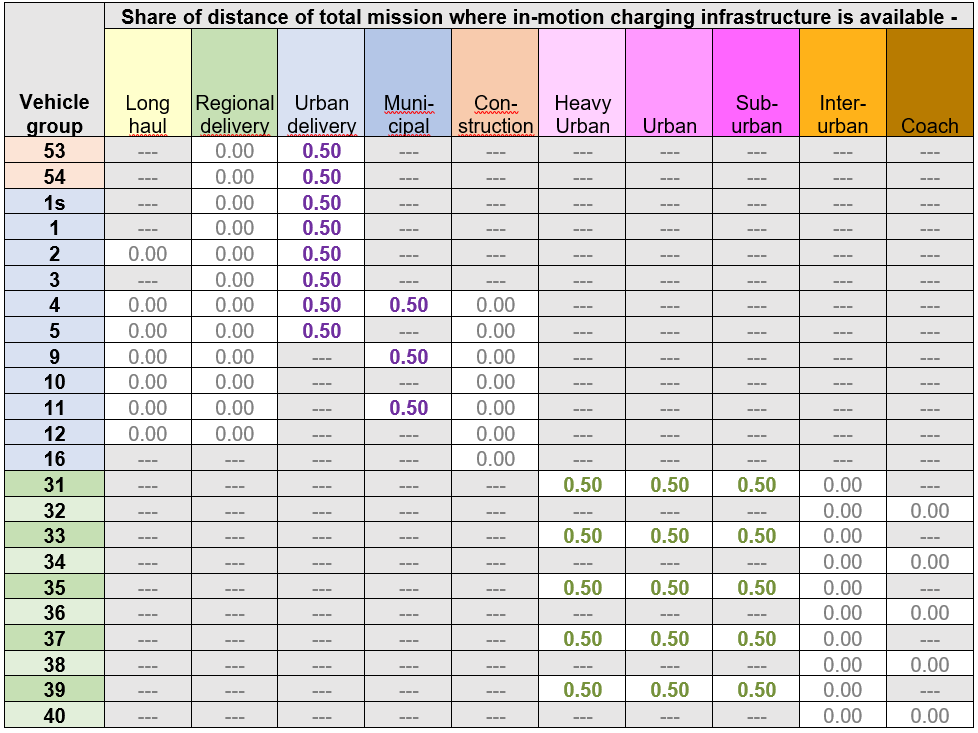 Share of distance of total mission where in-motion charging infrastructure is available -
Vehicle group Long haul Regional delivery Urban delivery Muni-cipal Con-struction Heavy Urban Urban Sub-urban Inter-urban Coach
53 --- 0.00 0.50 --- --- --- --- --- --- ---
54 --- 0.00 0.50 --- --- --- --- --- --- ---
1s --- 0.00 0.50 --- --- --- --- --- --- ---
1 --- 0.00 0.50 --- --- --- --- --- --- ---
2 0.00 0.00 0.50 --- --- --- --- --- --- ---
3 --- 0.00 0.50 --- --- --- --- --- --- ---
4 0.00 0.00 0.50 0.50 0.00 --- --- --- --- ---
5 0.00 0.00 0.50 --- 0.00 --- --- --- --- ---
9 0.00 0.00 --- 0.50 0.00 --- --- --- --- ---
10 0.00 0.00 --- --- 0.00 --- --- --- --- ---
11 0.00 0.00 --- 0.50 0.00 --- --- --- --- ---
12 0.00 0.00 --- --- 0.00 --- --- --- --- ---
16 --- --- --- --- 0.00 --- --- --- --- ---
31 --- --- --- --- --- 0.50 0.50 0.50 0.00 ---
32 --- --- --- --- --- --- --- --- 0.00 0.00
33 --- --- --- --- --- 0.50 0.50 0.50 0.00 ---
34 --- --- --- --- --- --- --- --- 0.00 0.00
35 --- --- --- --- --- 0.50 0.50 0.50 0.00 ---
36 --- --- --- --- --- --- --- --- 0.00 0.00
37 --- --- --- --- --- 0.50 0.50 0.50 0.00 ---
38 --- --- --- --- --- --- --- --- 0.00 0.00
39 --- --- --- --- --- 0.50 0.50 0.50 0.00 ---
40 --- --- --- --- --- --- --- --- 0.00 0.00